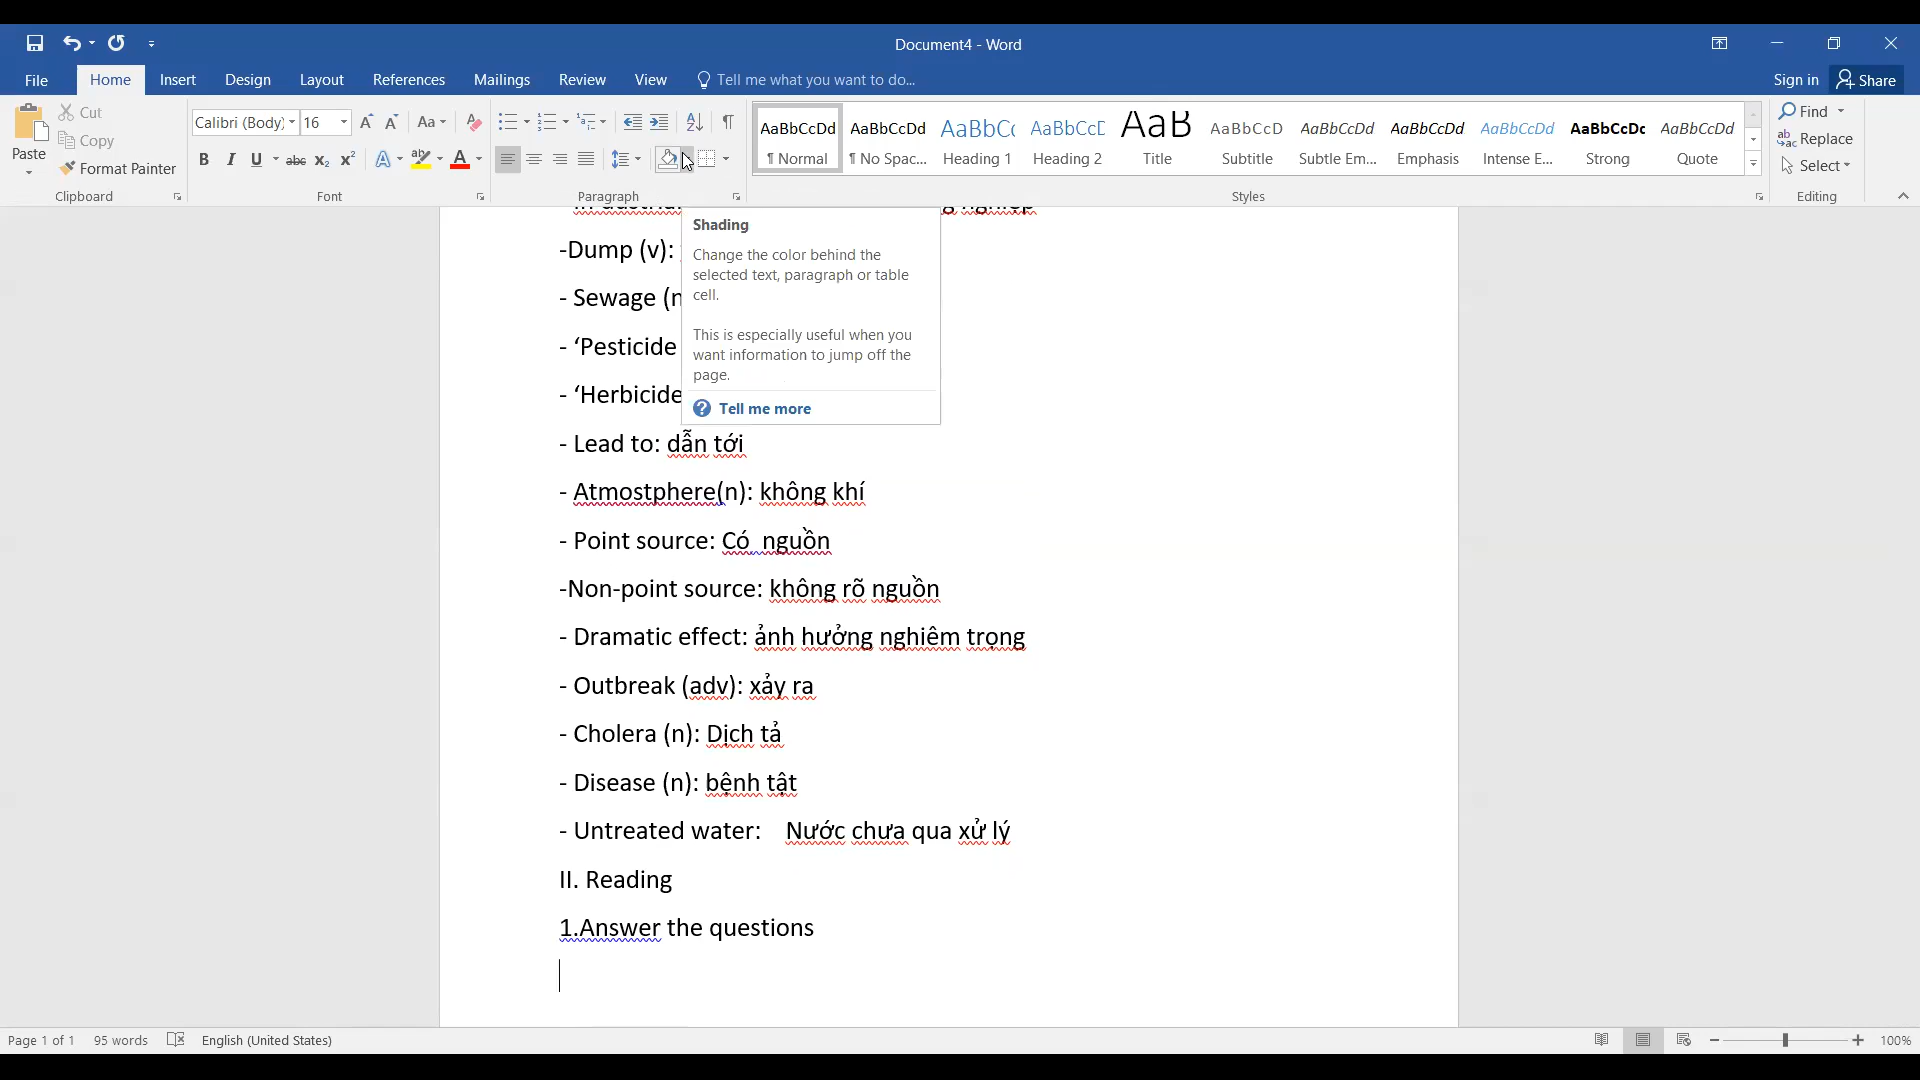 Document4 - Word
File Home Insert Design Layout References Mailings Review View Tell me what you want to do... Sign in Share
Paste Cut Copy Format Painter
Calibri (Body) 16
AaBbCcDd AaBbCcDd AaBbCc AaBbCcD AaB AaBbCcD AaBbCcDd AaBbCcDd AaBbCcDd AaBbCcDc AaBbCcDd
¶ Normal ¶ No Spac... Heading 1 Heading 2 Title Subtitle Subtle Em... Emphasis Intense E... Strong Quote
Find
Replace
Select
Clipboard Font Paragraph Styles Editing
Shading
Change the color behind the
selected text, paragraph or table
cell.
This is especially useful when you
want information to jump off the
page.
Tell me more
-Dump (v):
- Sewage (n
- ‘Pesticide
- ‘Herbicide
- Lead to: dẫn tới
- Atmostphere(n): không khí
- Point source: Có  nguồn
-Non-point source: không rõ nguồn
- Dramatic effect: ảnh hưởng nghiêm trọng
- Outbreak (adv): xảy ra
- Cholera (n): Dịch tả
- Disease (n): bệnh tật
- Untreated water:    Nước chưa qua xử lý
II. Reading
1.Answer the questions
Page 1 of 1 95 words English (United States) 100%